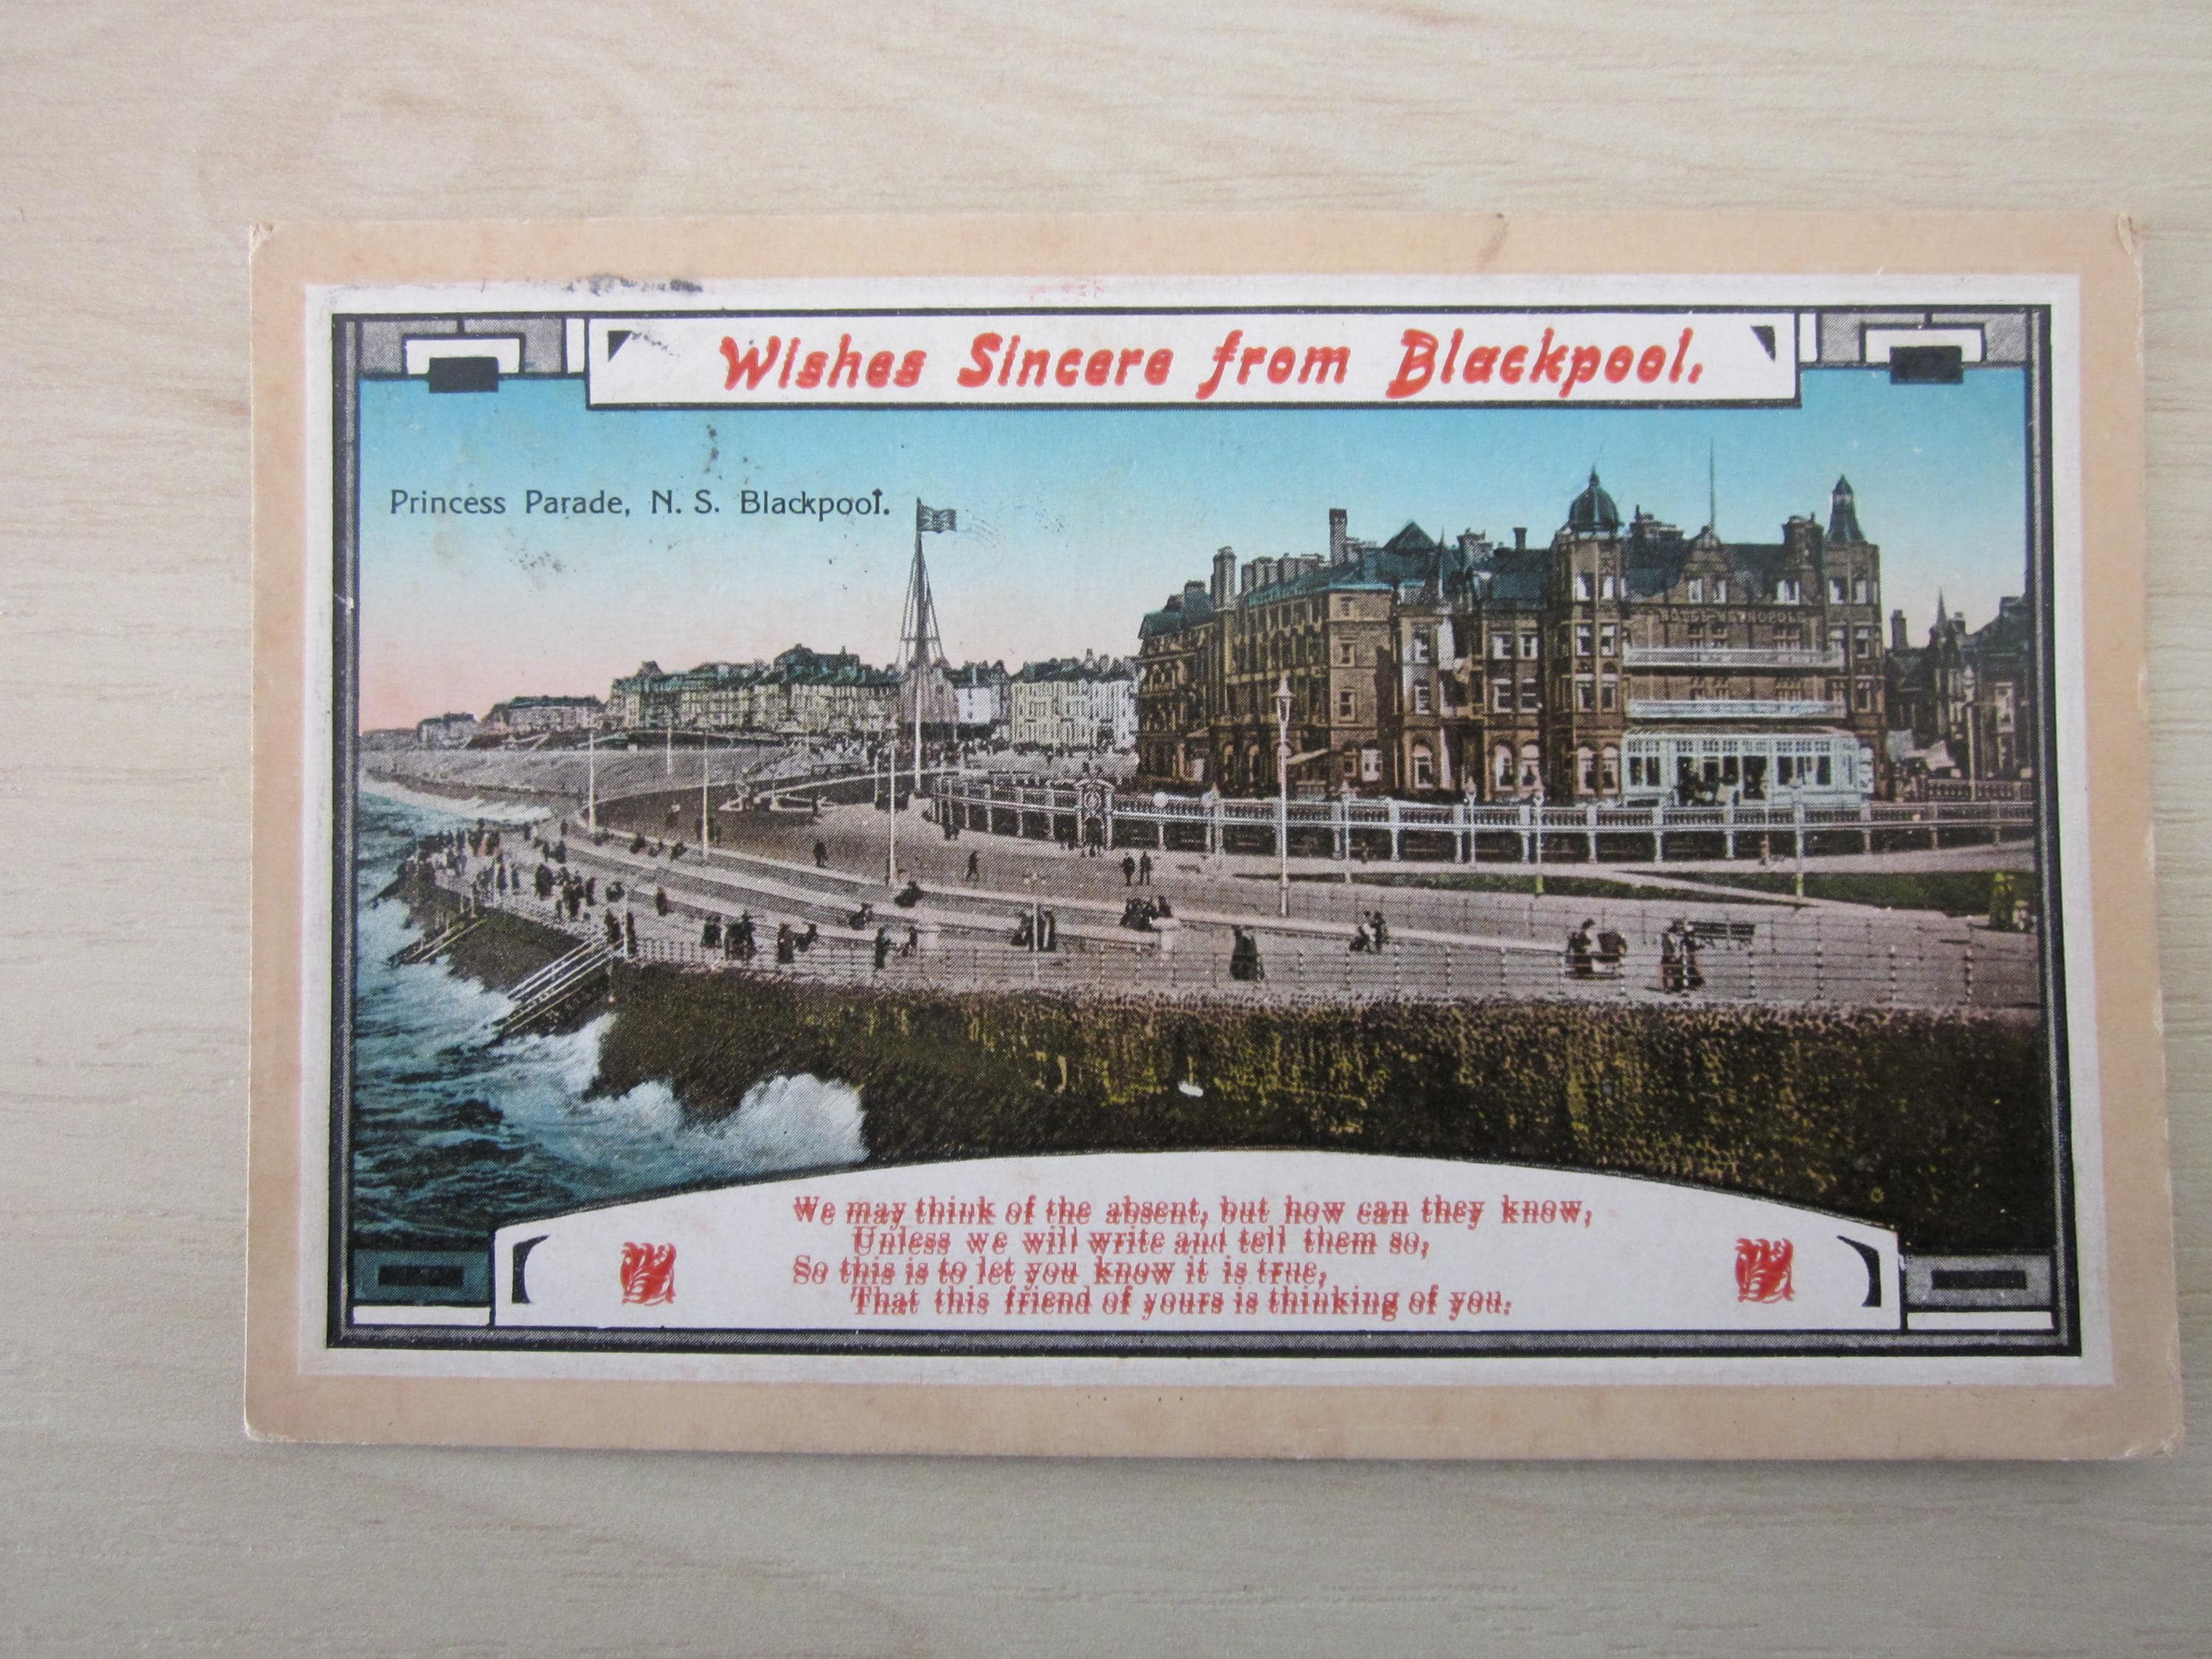 Wishes Sincere from Blackpool.
Princess Parade, N. S. Blackpool.
HOTEL METROPOLE
We may think of the absent, but how can they know,
Unless we will write and tell them so,
So this is to let you know it is true,
That this friend of yours is thinking of you.